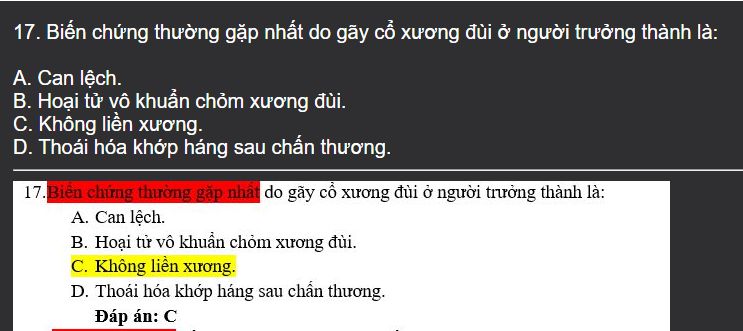 17. Biến chứng thường gặp nhất do gãy cổ xương đùi ở người trưởng thành là:
A. Can lệch.
B. Hoại tử vô khuẩn chỏm xương đùi.
C. Không liền xương.
D. Thoái hóa khớp háng sau chấn thương.
17.Biến chứng thường gặp nhất do gãy cổ xương đùi ở người trưởng thành là:
A. Can lệch.
B. Hoại tử vô khuẩn chỏm xương đùi.
C. Không liền xương.
D. Thoái hóa khớp háng sau chấn thương.
Đáp án: C